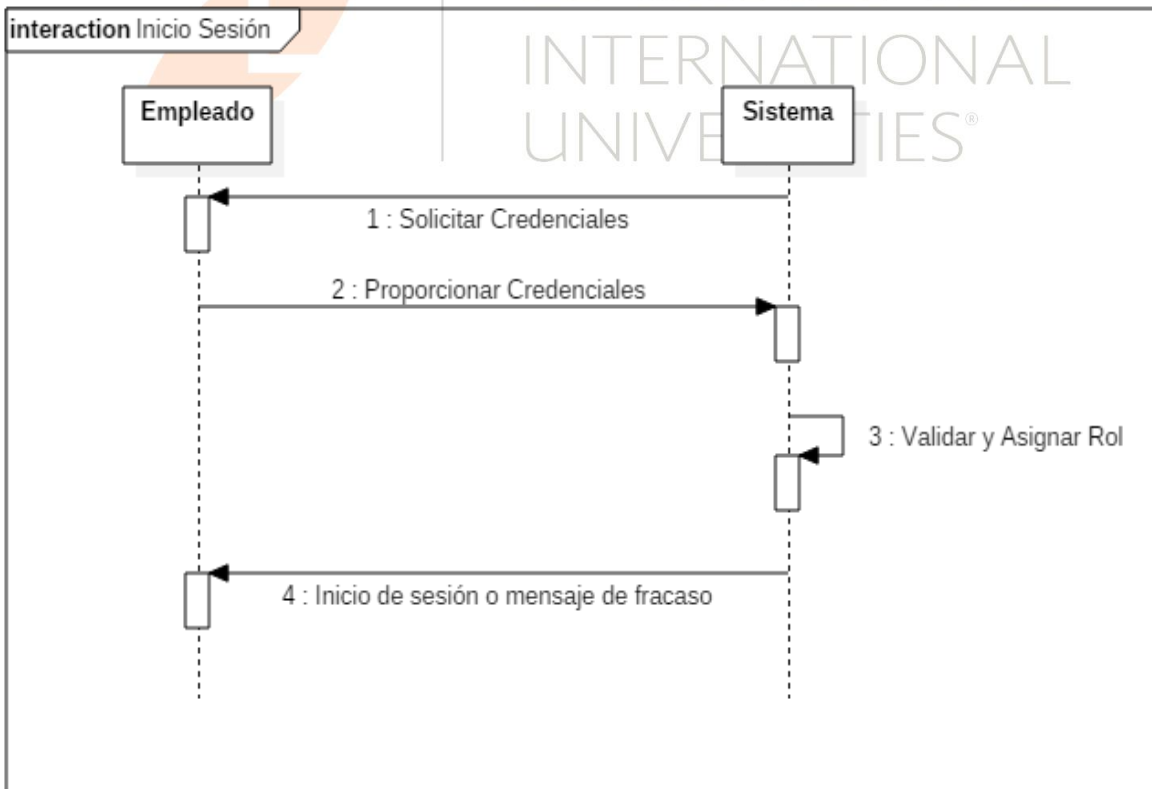 interaction Inicio Sesión
INTERNATIONAL
Empleado
Sistema
1 : Solicitar Credenciales
2 : Proporcionar Credenciales
3 : Validar y Asignar Rol
4 : Inicio de sesión o mensaje de fracaso